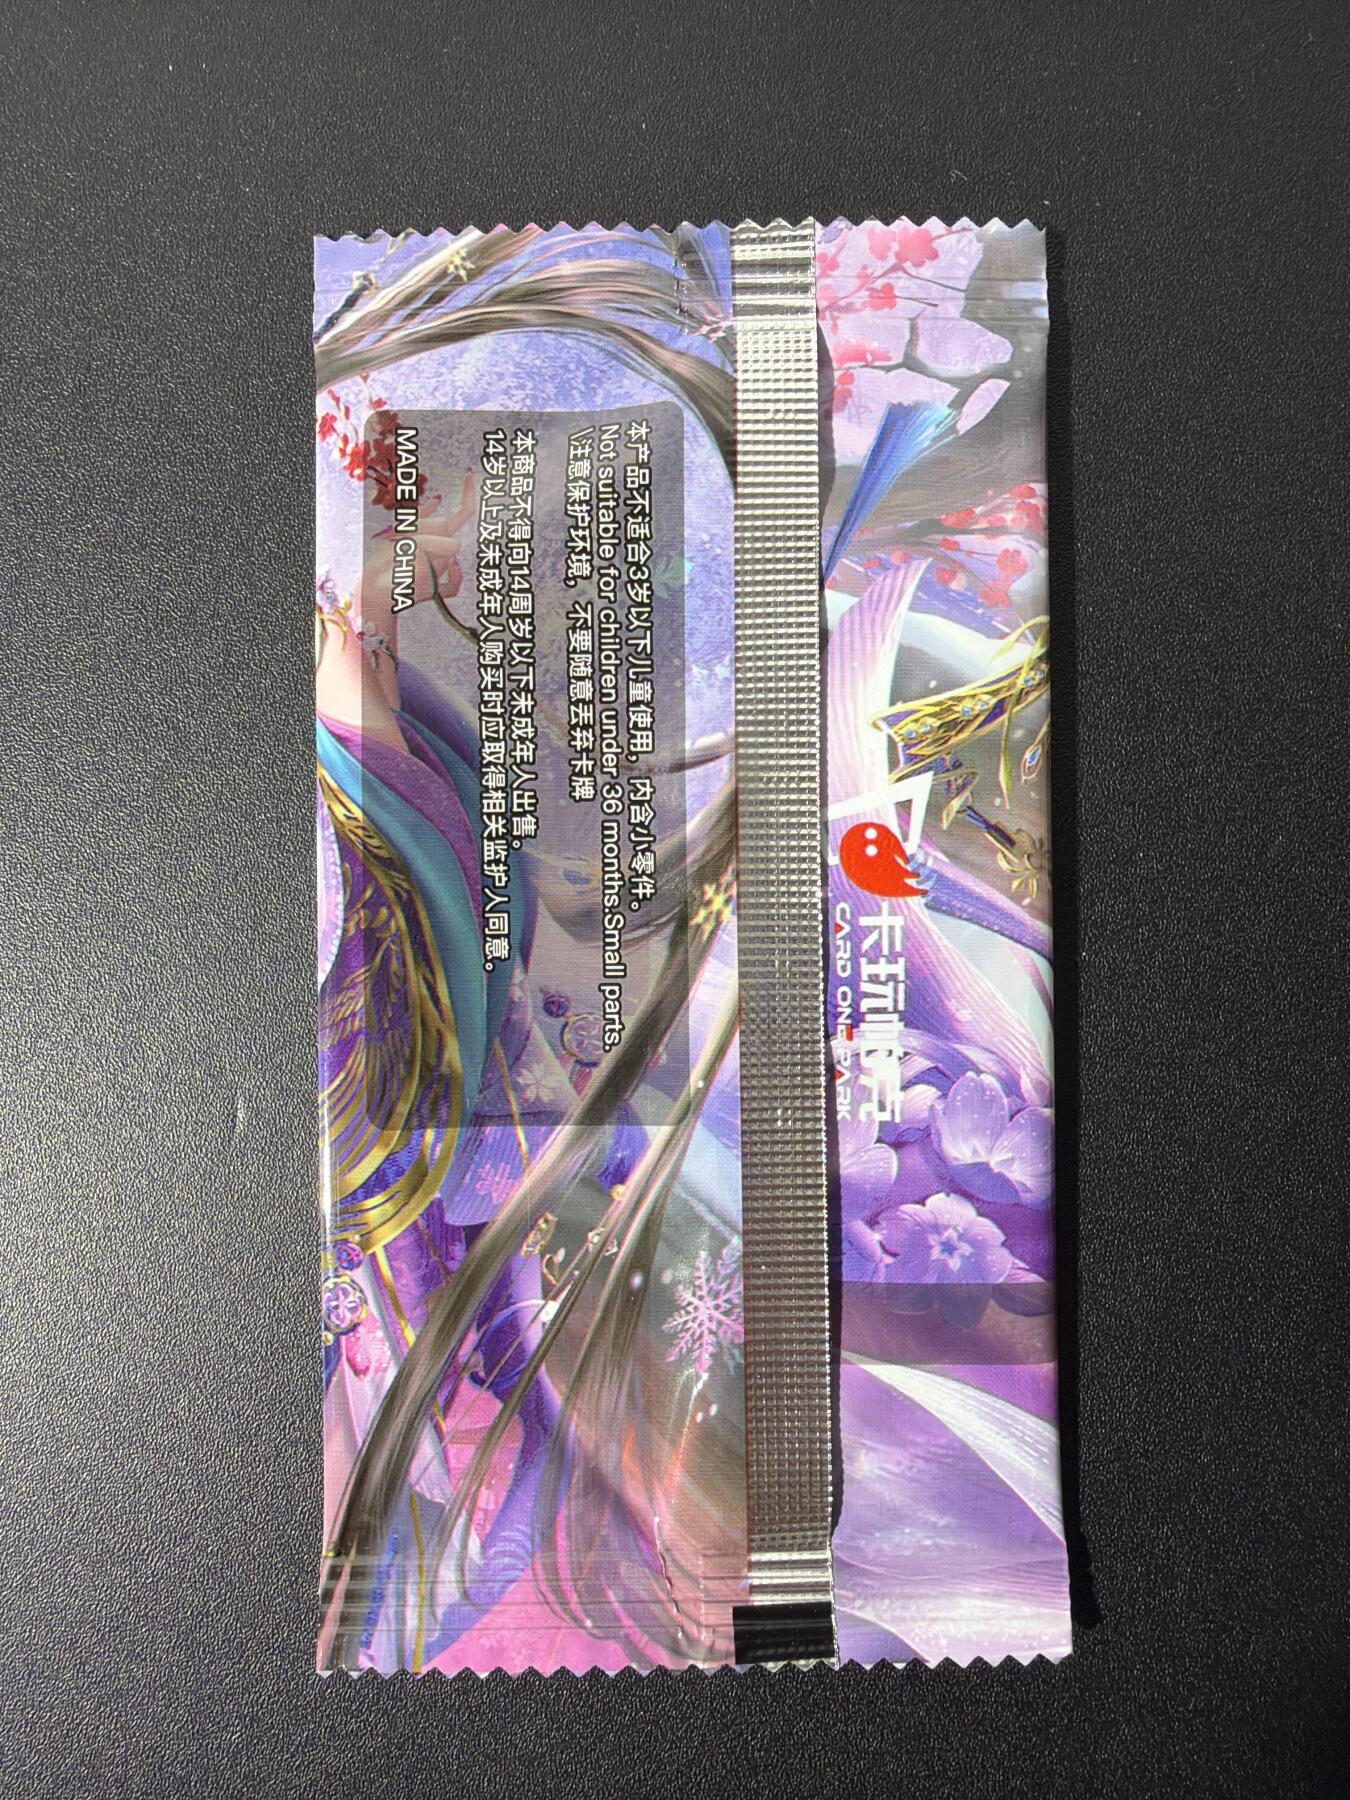 卡玩帕克
CARD ONE PARK
本产品不适合3岁以下儿童使用，内含小零件。
Not suitable for children under 36 months.Small parts.
\注意保护环境，不要随意丢弃卡牌
本商品不得向14周岁以下未成年人出售。
14岁以上及未成年人购买时应取得相关监护人同意。
MADE IN CHINA